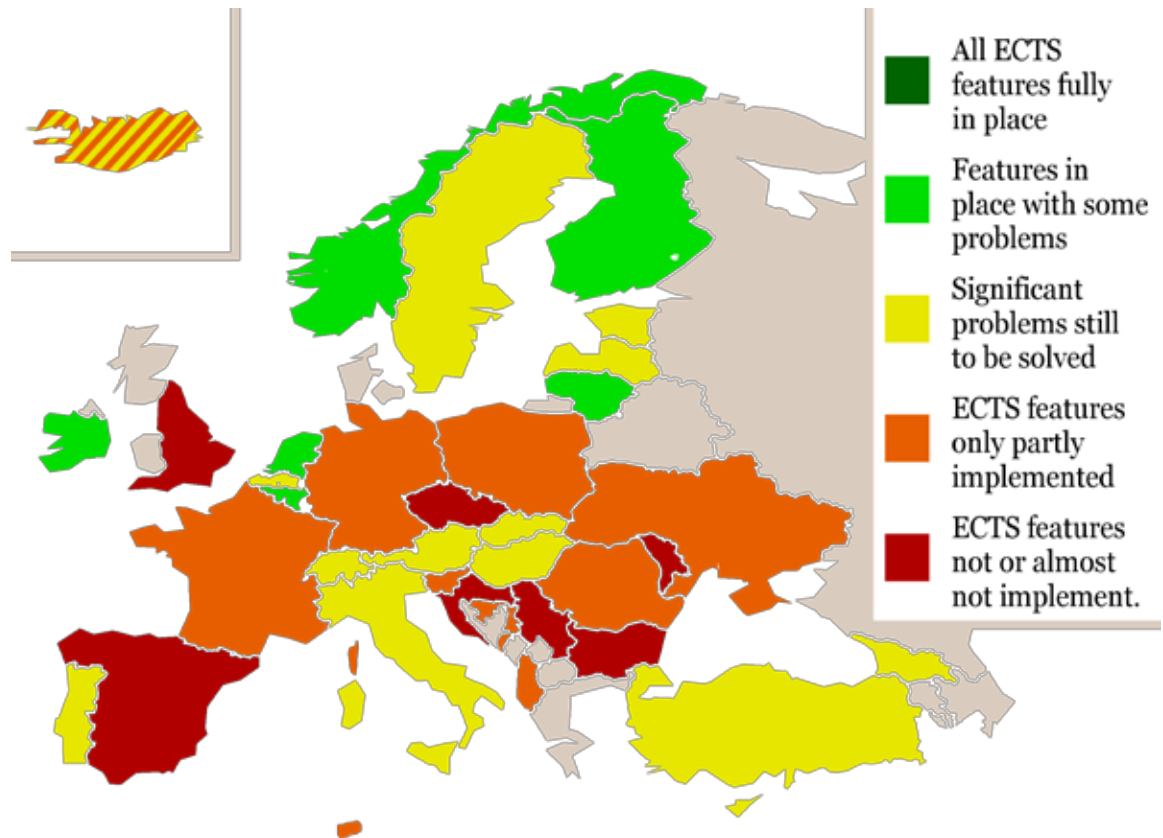 All ECTS
features fully
in place
Features in
place with some
problems
Significant
problems still
to be solved
ECTS features
only partly
implemented
ECTS features
not or almost
not implement.